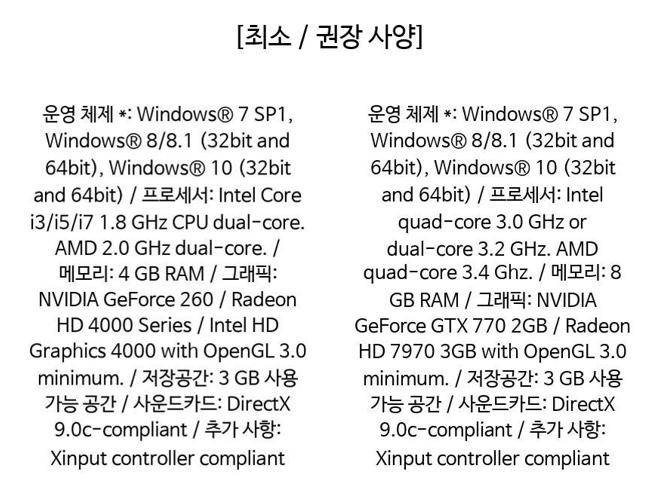 [최소 / 권장 사양]
운영 체제 *: Windows® 7 SP1,
Windows® 8/8.1 (32bit and
64bit), Windows® 10 (32bit
and 64bit) / 프로세서: Intel Core
i3/i5/i7 1.8 GHz CPU dual-core.
AMD 2.0 GHz dual-core. /
메모리: 4 GB RAM / 그래픽:
NVIDIA GeForce 260 / Radeon
HD 4000 Series / Intel HD
Graphics 4000 with OpenGL 3.0
minimum. / 저장공간: 3 GB 사용
가능 공간 / 사운드카드: DirectX
9.0c-compliant / 추가 사항:
Xinput controller compliant
운영 체제 *: Windows® 7 SP1,
Windows® 8/8.1 (32bit and
64bit), Windows® 10 (32bit
and 64bit) / 프로세서: Intel
quad-core 3.0 GHz or
dual-core 3.2 GHz. AMD
quad-core 3.4 Ghz. / 메모리: 8
GB RAM / 그래픽: NVIDIA
GeForce GTX 770 2GB / Radeon
HD 7970 3GB with OpenGL 3.0
minimum. / 저장공간: 3 GB 사용
가능 공간 / 사운드카드: DirectX
9.0c-compliant / 추가 사항:
Xinput controller compliant